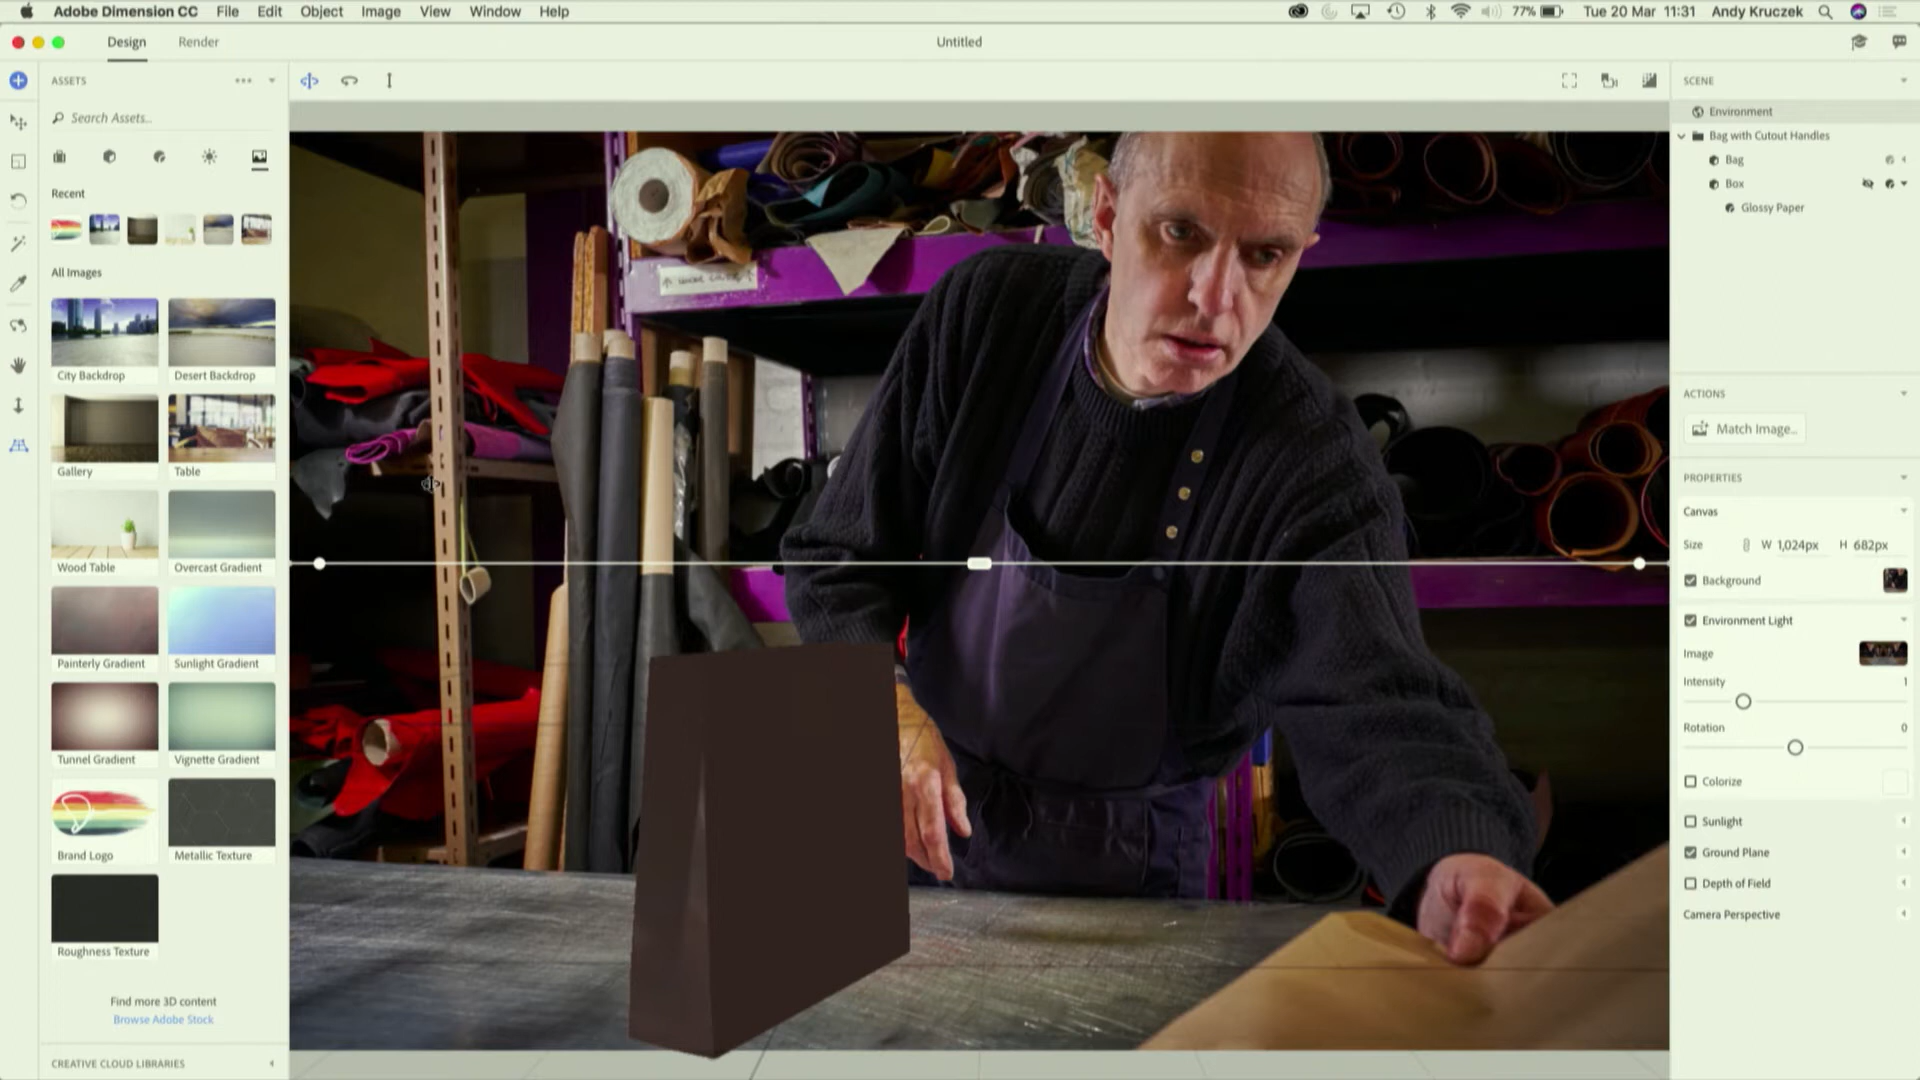 Adobe Dimension CC File Edit Object Image View Window Help
77% Tue 20 Mar 11:31 Andy Kruczek
Design Render
Untitled
ASSETS
Search Assets..
Recent
All Images
City Backdrop
Desert Backdrop
Gallery
Table
Wood Table
Overcast Gradient
Painterly Gradient
Sunlight Gradient
Tunnel Gradient
Vignette Gradient
Brand Logo
Metallic Texture
Roughness Texture
Find more 3D content
Browse Adobe Stock
CREATIVE CLOUD LIBRARIES
SCENE
Environment
Bag with Cutout Handles
Bag
Box
Glossy Paper
ACTIONS
Match Image...
PROPERTIES
Canvas
Size W 1,024px H 682px
Background
Environment Light
Image
Intensity 1
Rotation 0
Colorize
Sunlight
Ground Plane
Depth of Field
Camera Perspective